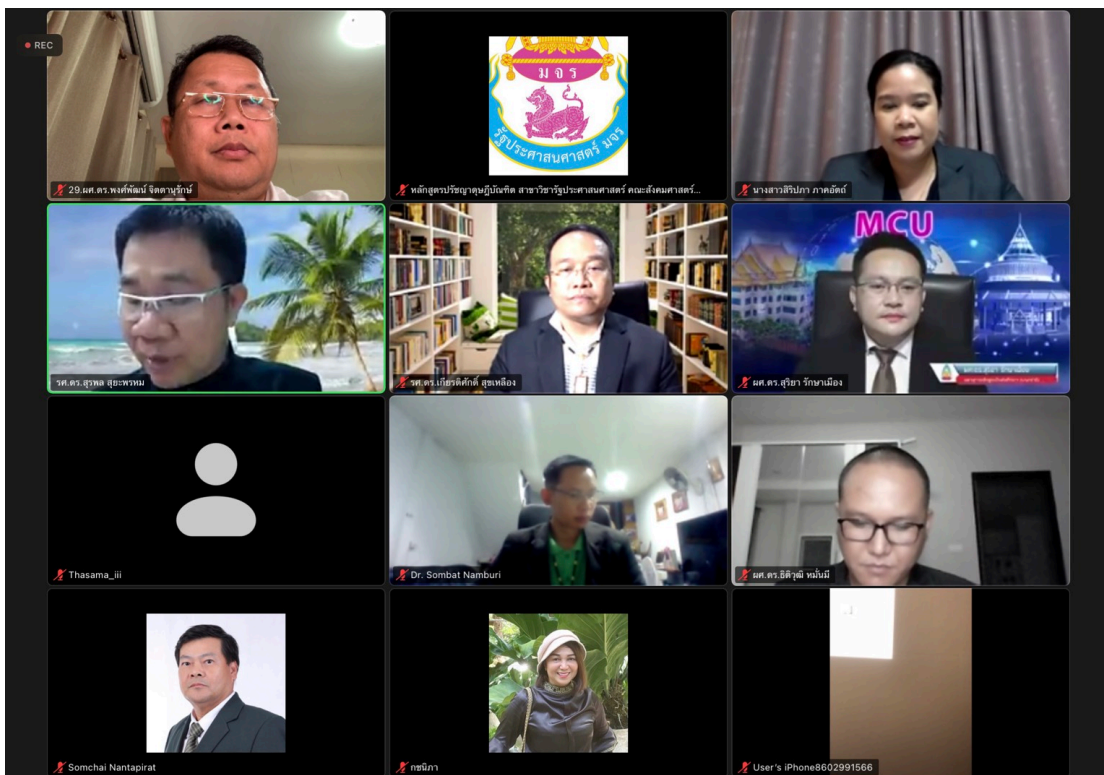 REC
29.ผศ.ดร.พงศ์พัฒน์ จิตตานุรักษ์
ม จ ร
รัฐประศาสนศาสตร์ มจร
หลักสูตรปรัชญาดุษฎีบัณฑิต สาขาวิชารัฐประศาสนศาสตร์ คณะสังคมศาสตร์...
นางสาวสิริปภา ภาคอัตถ์
รศ.ดร.สุรพล สุยะพรหม
รศ.ดร.เกียรติศักดิ์ สุขเหลือง
MCU
ผศ.ดร.สุริยา รักษาเมือง
Thasama_iii
Dr. Sombat Namburi
ผศ.ดร.ธิติวุฒิ หมั่นมี
Somchai Nantapirat
กชนิภา
User's iPhone8602991566